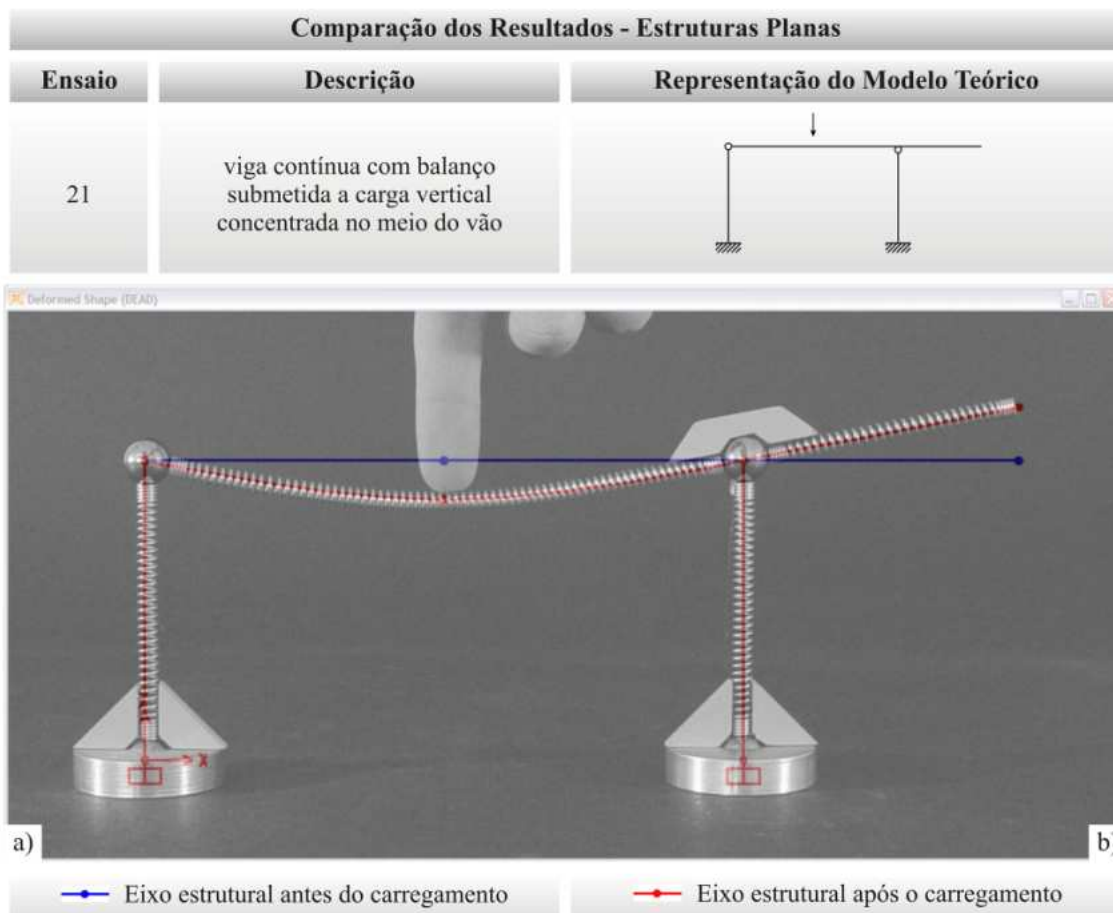 Comparação dos Resultados - Estruturas Planas
Ensaio
Descrição
Representação do Modelo Teórico
21
viga contínua com balanço
submetida a carga vertical
concentrada no meio do vão
Deformed Shape (DEAD)
X
a)
b)
Eixo estrutural antes do carregamento
Eixo estrutural após o carregamento